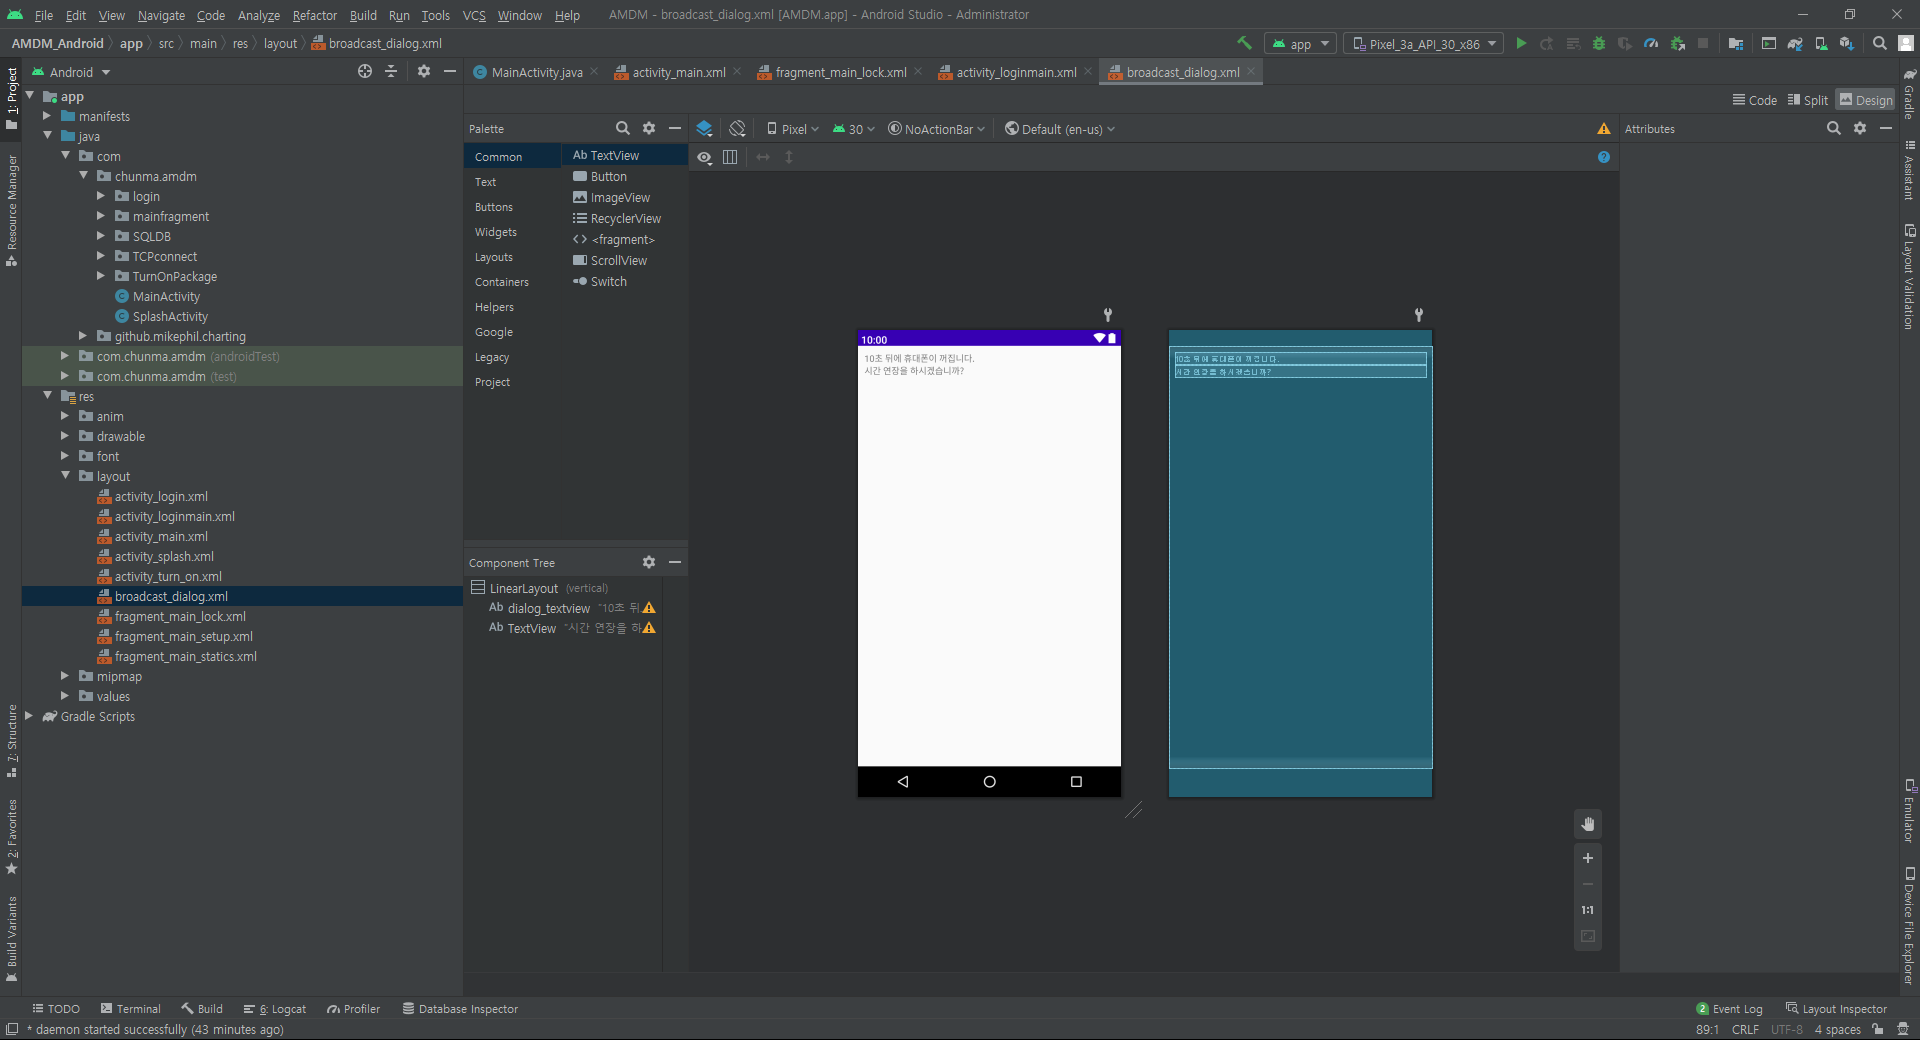 File Edit View Navigate Code Analyze Refactor Build Run Tools VCS Window Help AMDM - broadcast_dialog.xml [AMDM.app] - Android Studio - Administrator
AMDM_Android app src main res layout broadcast_dialog.xml app Pixel_3a_API_30_x86
Android MainActivity.java activity_main.xml fragment_main_lock.xml activity_loginmain.xml broadcast_dialog.xml
Code Split Design
1: Project
Resource Manager
7: Structure
2: Favorites
Build Variants
app
manifests
java
com
chunma.amdm
login
mainfragment
SQLDB
TCPconnect
TurnOnPackage
MainActivity
SplashActivity
github.mikephil.charting
com.chunma.amdm (androidTest)
com.chunma.amdm (test)
res
anim
drawable
font
layout
activity_login.xml
activity_loginmain.xml
activity_main.xml
activity_splash.xml
activity_turn_on.xml
broadcast_dialog.xml
fragment_main_lock.xml
fragment_main_setup.xml
fragment_main_statics.xml
mipmap
values
Gradle Scripts
Palette
Common
Text
Buttons
Widgets
Layouts
Containers
Helpers
Google
Legacy
Project
Ab TextView
Button
ImageView
RecyclerView
<fragment>
ScrollView
Switch
Component Tree
LinearLayout (vertical)
Ab dialog_textview "10초 뒤
Ab TextView "시간 연장을 하
Pixel 30 NoActionBar Default (en-us)
10:00
10초 뒤에 휴대폰이 꺼집니다.
시간 연장을 하시겠습니까?
10초 뒤에 휴대폰이 꺼집니다.
시간 연장을 하시겠습니까?
1:1
Attributes
Gradle
Assistant
Layout Validation
Emulator
Device File Explorer
TODO Terminal Build 6: Logcat Profiler Database Inspector 2 Event Log Layout Inspector
* daemon started successfully (43 minutes ago) 89:1 CRLF UTF-8 4 spaces